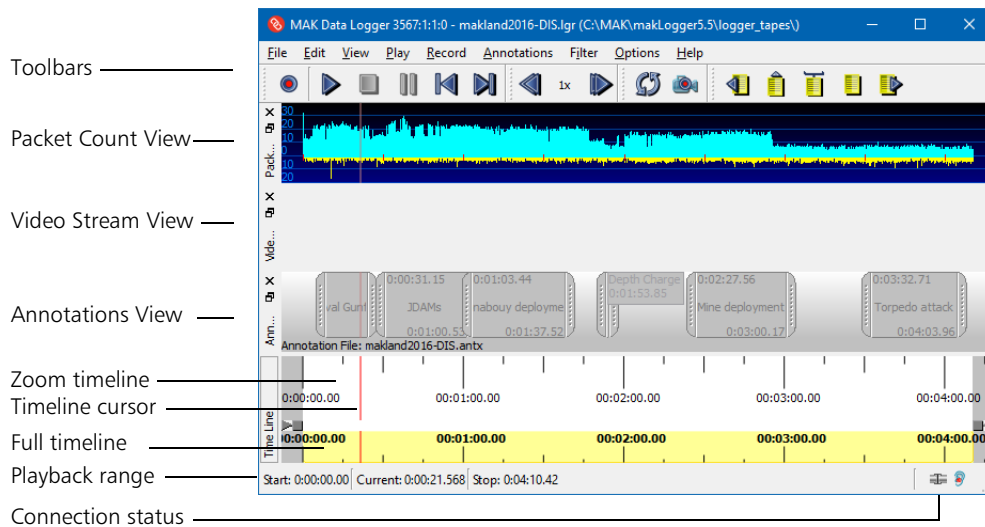 MAK Data Logger 3567:1:1:0 - makland2016-DIS.lgr (C:\MAK\makLogger5.5\logger_tapes\)
File Edit View Play Record Annotations Filter Options Help
Toolbars
1x
Packet Count View
Pack...
30
20
10
0
10
20
Video Stream View
Vide...
Annotations View
Ann...
0:00:31.15 0:01:03.44 Depth Charge 0:02:27.56 0:03:32.71
0:01:53.85
val Gunf JDAMs nabouy deployme Mine deployment Torpedo attack
0:01:00.53 0:01:37.52 0:03:00.17 0:04:03.96
Annotation File: makland2016-DIS.antx
Zoom timeline
Timeline cursor
0:00:00.00 00:01:00.00 00:02:00.00 00:03:00.00 00:04:00.00
Time Line
Full timeline
00:00:00.00 00:01:00.00 00:02:00.00 00:03:00.00 00:04:00.00
Playback range
Start: 0:00:00.00 Current: 0:00:21.568 Stop: 0:04:10.42
Connection status